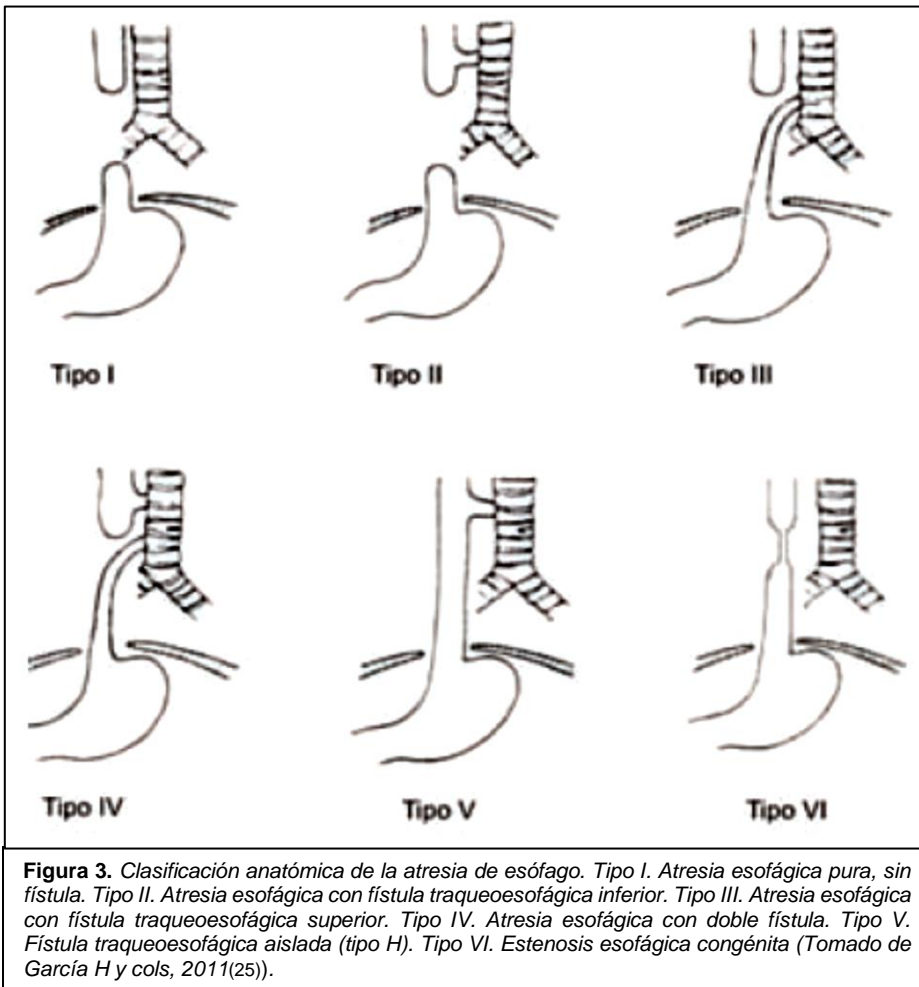 Tipo I
Tipo II
Tipo III
Tipo IV
Tipo V
Tipo VI
Figura 3. Clasificación anatómica de la atresia de esófago. Tipo I. Atresia esofágica pura, sin
fístula. Tipo II. Atresia esofágica con fístula traqueoesofágica inferior. Tipo III. Atresia esofágica
con fístula traqueoesofágica superior. Tipo IV. Atresia esofágica con doble fístula. Tipo V.
Fístula traqueoesofágica aislada (tipo H). Tipo VI. Estenosis esofágica congénita (Tomado de
García H y cols, 2011(25)).